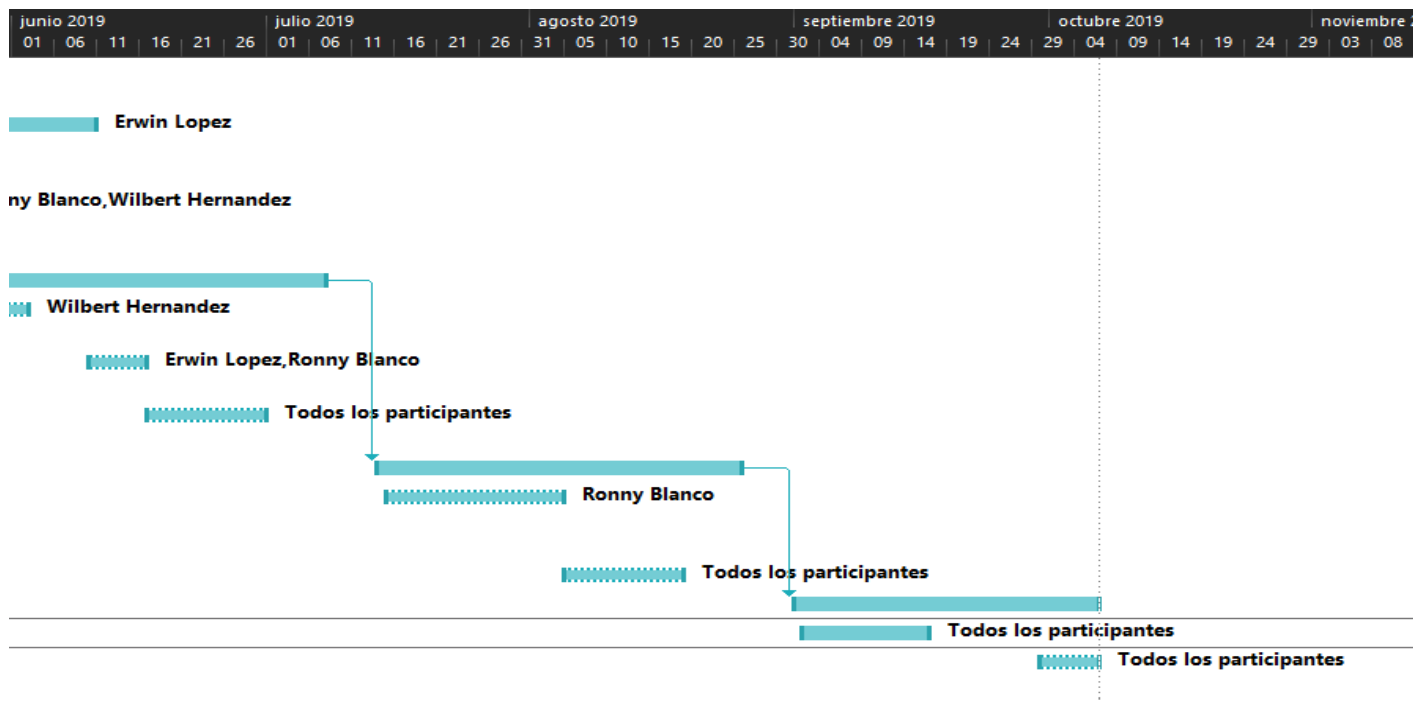 junio 2019 julio 2019 agosto 2019 septiembre 2019 octubre 2019 noviembre
01 06 11 16 21 26 01 06 11 16 21 26 31 05 10 15 20 25 30 04 09 14 19 24 29 04 09 14 19 24 29 03 08
Erwin Lopez
ny Blanco,Wilbert Hernandez
Wilbert Hernandez
Erwin Lopez,Ronny Blanco
Todos los participantes
Ronny Blanco
Todos los participantes
Todos los participantes
Todos los participantes